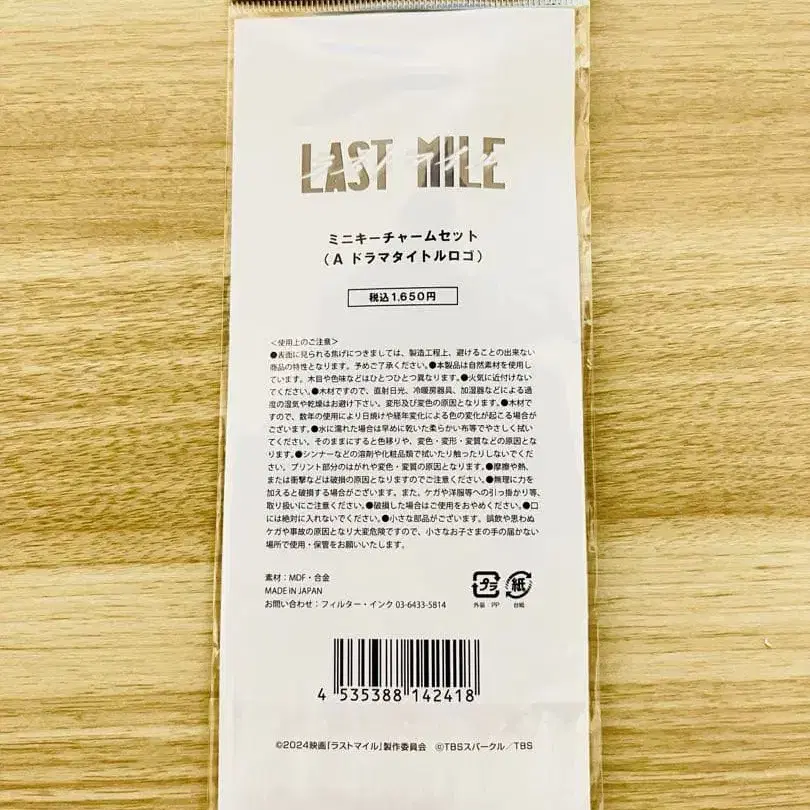 LAST MILE
ラストマイル
ミニキーチャームセット
(A ドラマタイトルロゴ)
税込1,650円
<使用上のご注意>
●表面に見られる焦げにつきましては、製造工程上、避けることの出来ない
商品の特性となります。予めご了承ください。●本製品は自然素材を使用し
ています。木目や色味などはひとつひとつ異なります。●火気に近付けない
でください。●木材ですので、直射日光、冷暖房器具、加湿器などによる過
度の湿気や乾燥はお避け下さい。変形及び変色の原因となります。●木材で
すので、数年の使用により日焼けや経年変化による色の変化が起こる場合が
ございます。●水に濡れた場合は早めに乾いた柔らかい布等でやさしく拭い
てください。そのままにすると色移りや、変色・変形・変質などの原因とな
ります。●シンナーなどの溶剤や化粧品類で拭いたり触ったりしないでくだ
さい。プリント部分のはがれや変色・変質の原因となります。●摩擦や熱、
または衝撃などは破損の原因となりますのでご注意ください。●無理に力を
加えると破損する場合がございます。また、ケガや洋服等への引っ掛かり等、
取り扱いにご注意ください。●破損した場合はご使用をおやめください。●口
には絶対に入れないでください。●小さな部品がございます。誤飲や思わぬ
ケガや事故の原因となり大変危険ですので、小さなお子さまの手の届かない
場所で使用・保管をお願いいたします。
素材：MDF・合金
MADE IN JAPAN
お問い合わせ：フィルター・インク 03-6433-5814
プラ 紙
外装：PP 台紙
4 535388 142418
©2024映画「ラストマイル」製作委員会 ©TBSスパークル／TBS